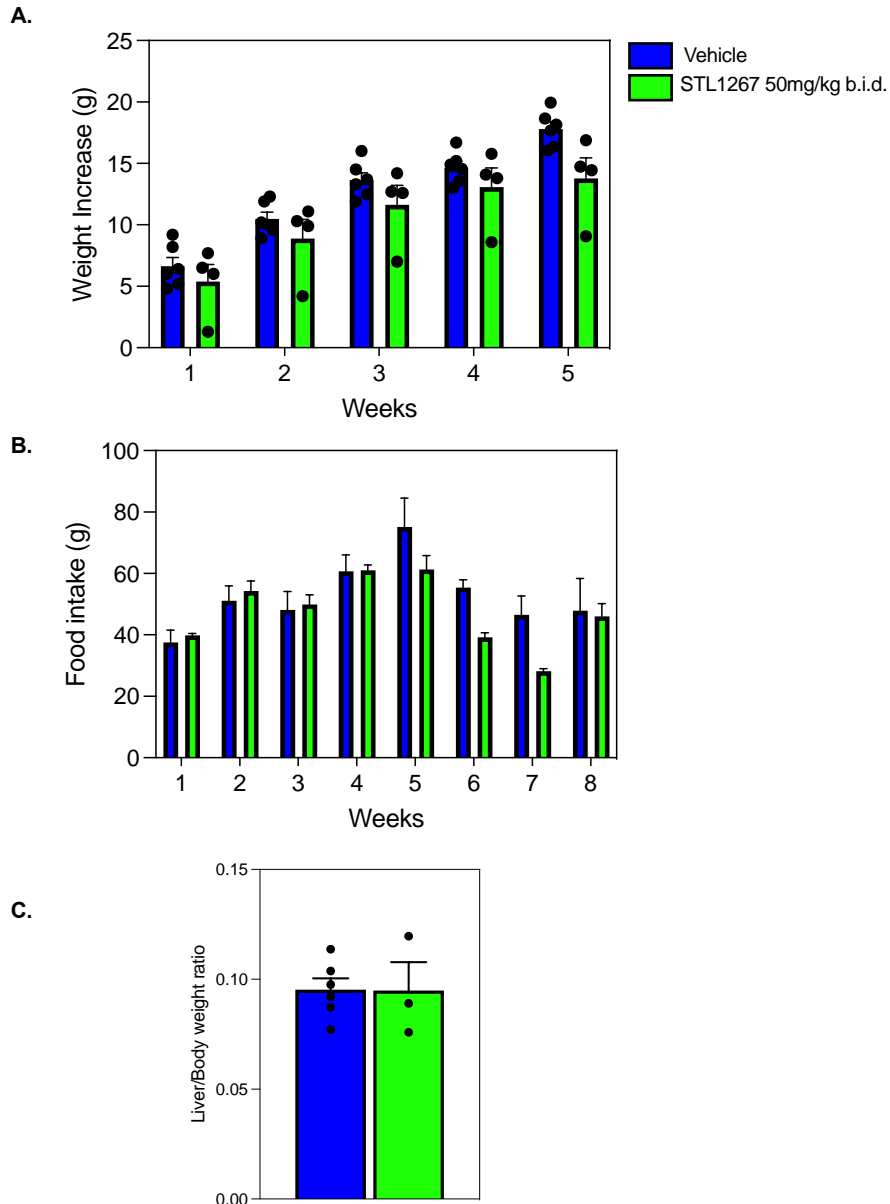 A.
25
20
15
10
5
0
Weight Increase (g)
1 2 3 4 5
Weeks
Vehicle
STL1267 50mg/kg b.i.d.
B.
100
80
60
40
20
0
Food intake (g)
1 2 3 4 5 6 7 8
Weeks
C.
0.15
0.10
0.05
0.00
Liver/Body weight ratio